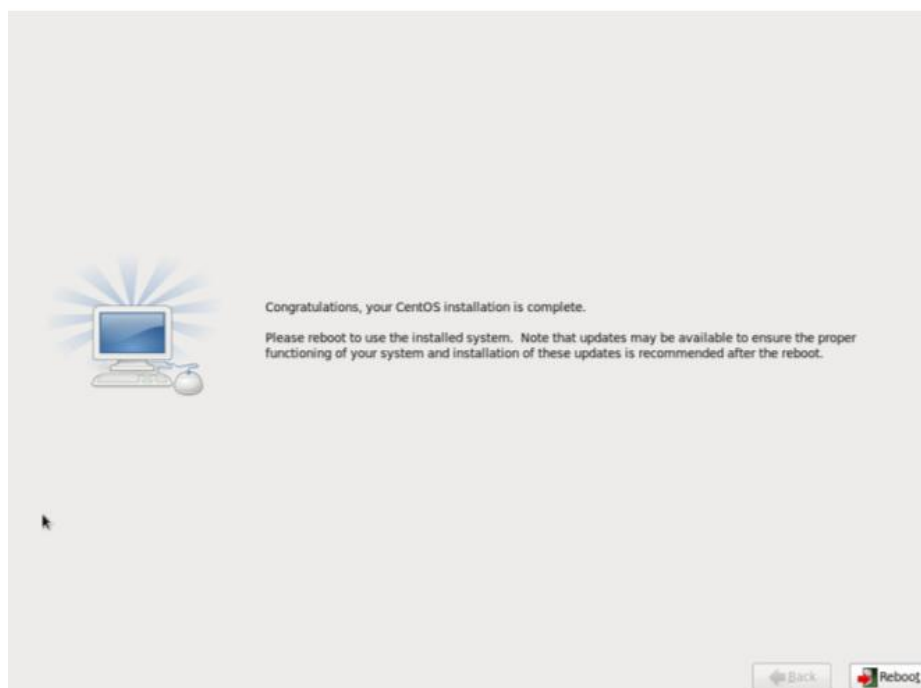 Congratulations, your CentOS installation is complete.
Please reboot to use the installed system. Note that updates may be available to ensure the proper
functioning of your system and installation of these updates is recommended after the reboot.
Back
Reboot